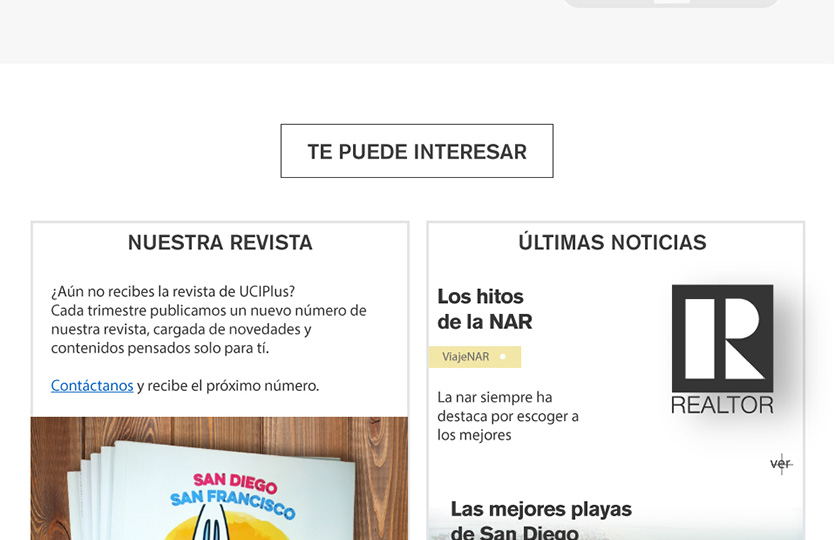 TE PUEDE INTERESAR
NUESTRA REVISTA
¿Aún no recibes la revista de UCIPlus?
Cada trimestre publicamos un nuevo número de
nuestra revista, cargada de novedades y
contenidos pensados solo para tí.
Contáctanos y recibe el próximo número.
SAN DIEGO
SAN FRANCISCO
ÚLTIMAS NOTICIAS
Los hitos
de la NAR
ViajeNAR
La nar siempre ha
destaca por escoger a
los mejores
R
REALTOR
ver
Las mejores playas
de San Diego